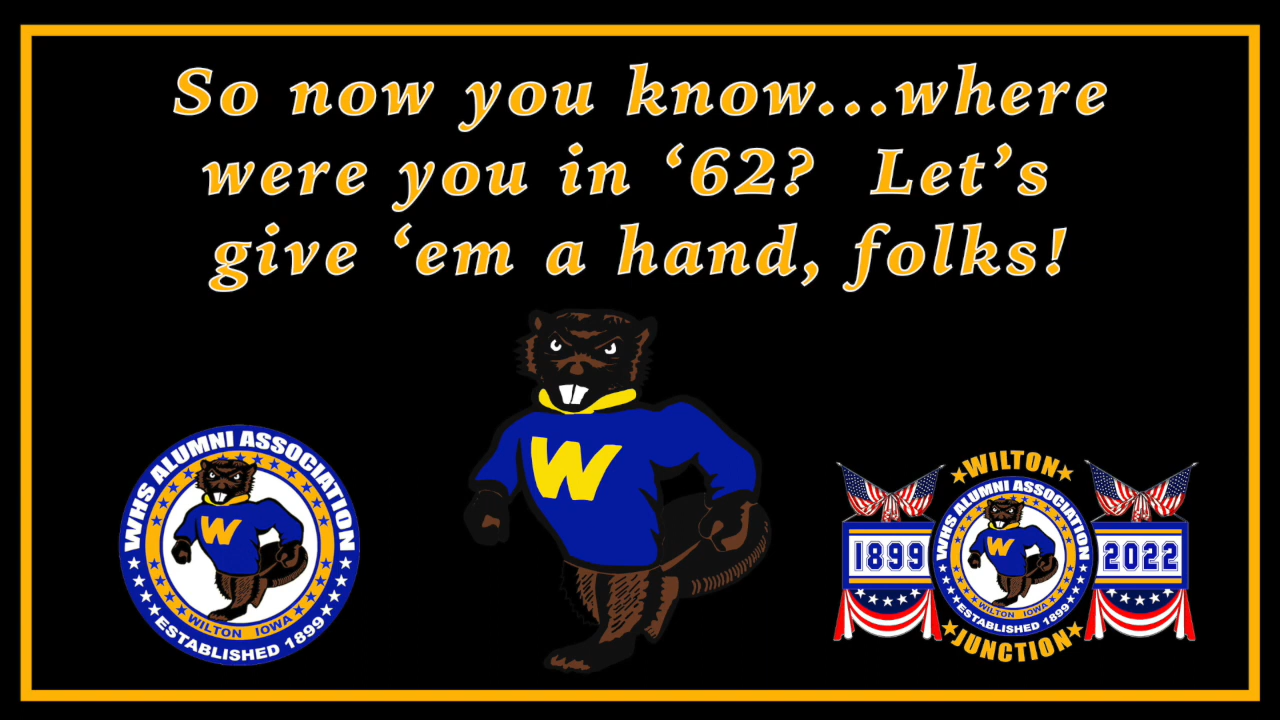 So now you know...where
were you in ‘62?  Let’s
give ‘em a hand, folks!
W
WHS ALUMNI ASSOCIATION
W
WILTON IOWA
ESTABLISHED 1899
WILTON
WHS ALUMNI ASSOCIATION
1899
W
2022
WILTON IOWA
ESTABLISHED 1899
JUNCTION